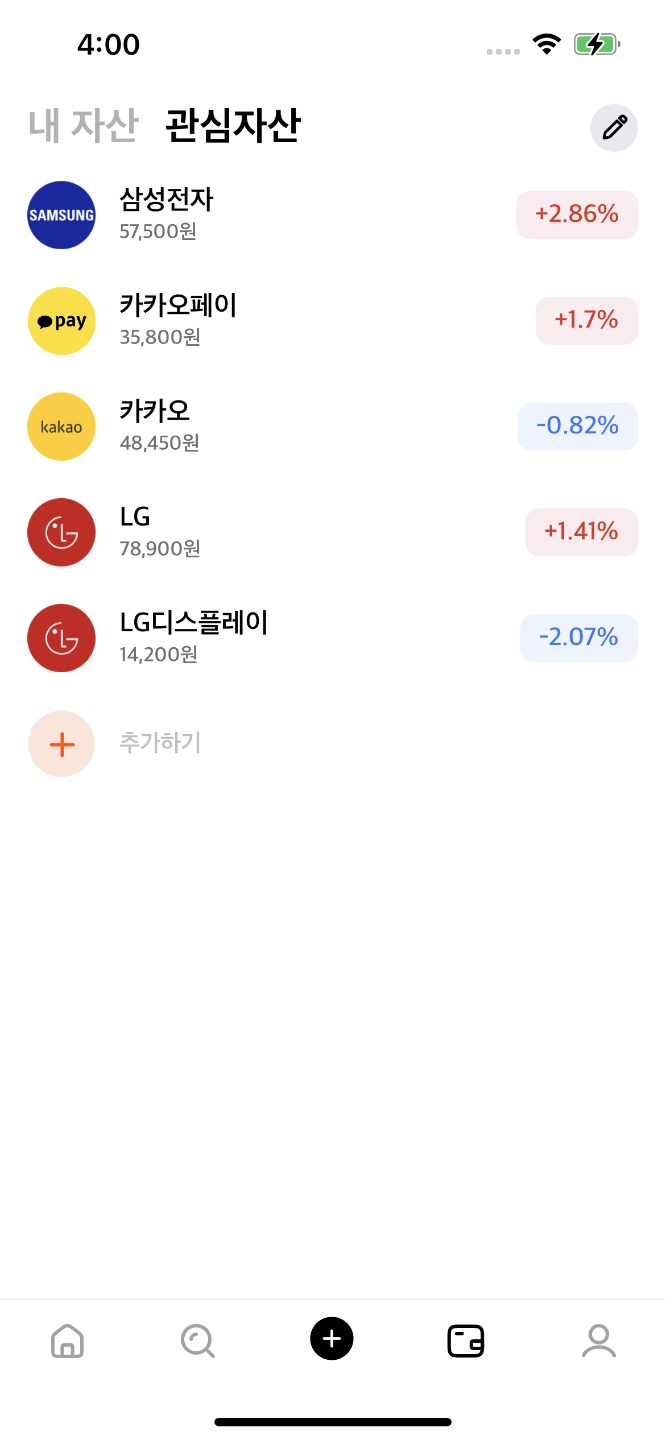 4:00
내 자산 관심자산
SAMSUNG
삼성전자
57,500원
+2.86%
pay
카카오페이
35,800원
+1.7%
kakao
카카오
48,450원
-0.82%
LG
LG
78,900원
+1.41%
LG
LG디스플레이
14,200원
-2.07%
추가하기